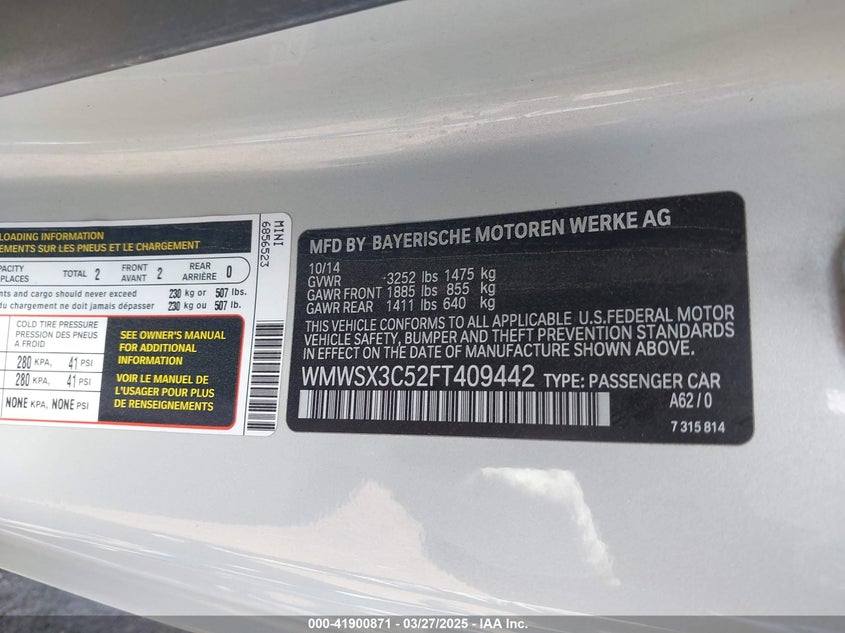 LOADING INFORMATION
EMENTS SUR LES PNEUS ET LE CHARGEMENT
PACITY TOTAL 2 FRONT 2 REAR 0
PLACES AVANT ARRIÈRE
nts and cargo should never exceed 230 kg or 507 lbs.
du chargement ne doit jamais dépasser 230 kg ou 507 lb.
COLD TIRE PRESSURE
PRESSION DES PNEUS
A FROID
280 KPA, 41 PSI
280 KPA, 41 PSI
NONE KPA, NONE PSI
SEE OWNER'S MANUAL
FOR ADDITIONAL
INFORMATION
VOIR LE MANUEL DE
L'USAGER POUR PLUS
DE RENSEIGNEMENTS
MINI
6856523
MFD BY BAYERISCHE MOTOREN WERKE AG
10/14
GVWR -3252 lbs 1475 kg
GAWR FRONT 1885 lbs 855 kg
GAWR REAR 1411 lbs 640 kg
THIS VEHICLE CONFORMS TO ALL APPLICABLE U.S.FEDERAL MOTOR
VEHICLE SAFETY, BUMPER AND THEFT PREVENTION STANDARDS
IN EFFECT ON THE DATE OF MANUFACTURE SHOWN ABOVE.
WMWSX3C52FT409442 TYPE: PASSENGER CAR
A62/0
7 315 814
000-41900871 — 03/27/2025 - IAA Inc.